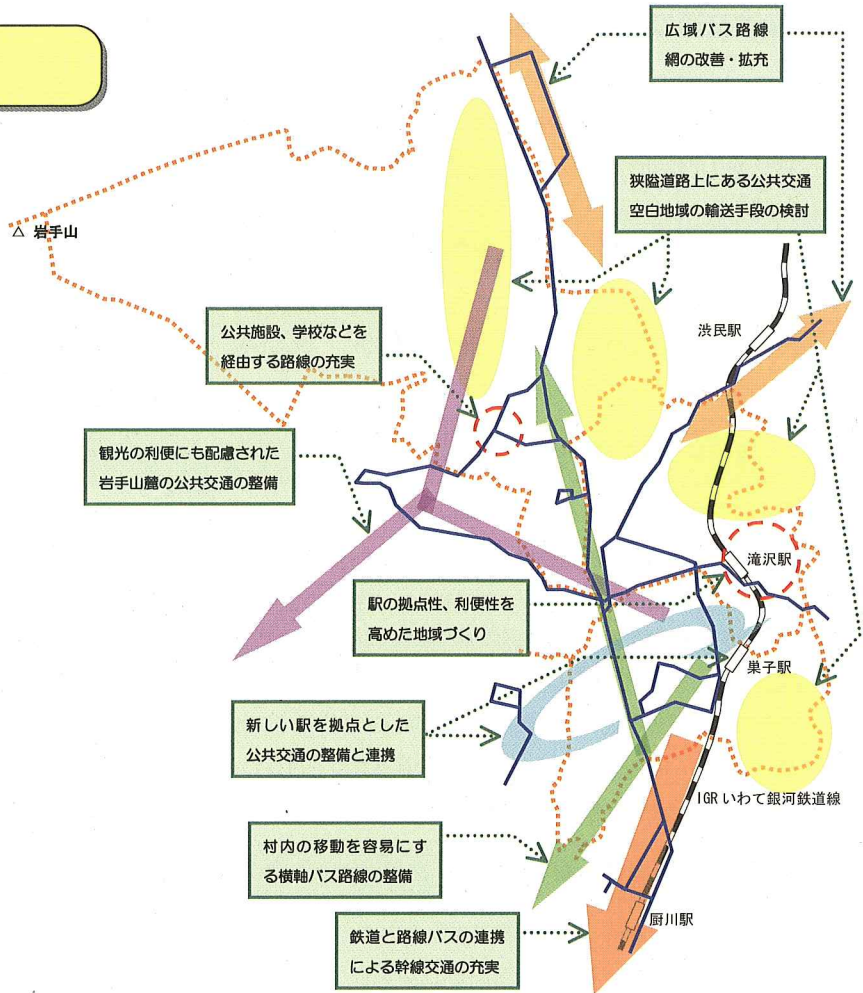 広域バス路線
網の改善・拡充
狭隘道路上にある公共交通
空白地域の輸送手段の検討
△ 岩手山
渋民駅
公共施設、学校などを
経由する路線の充実
観光の利便にも配慮された
岩手山麓の公共交通の整備
滝沢駅
駅の拠点性、利便性を
高めた地域づくり
巣子駅
新しい駅を拠点とした
公共交通の整備と連携
IGRいわて銀河鉄道線
村内の移動を容易にす
る横軸バス路線の整備
厨川駅
鉄道と路線バスの連携
による幹線交通の充実